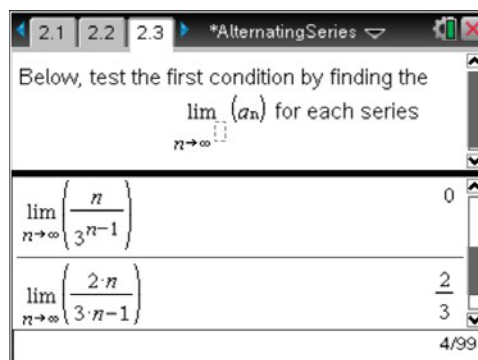 2.1 2.2 2.3 *AlternatingSeries
Below, test the first condition by finding the
lim n→∞ (aₙ) for each series
lim n→∞ (n/3^(n−1)) 0
lim n→∞ (2·n/(3·n−1)) 2/3
4/99